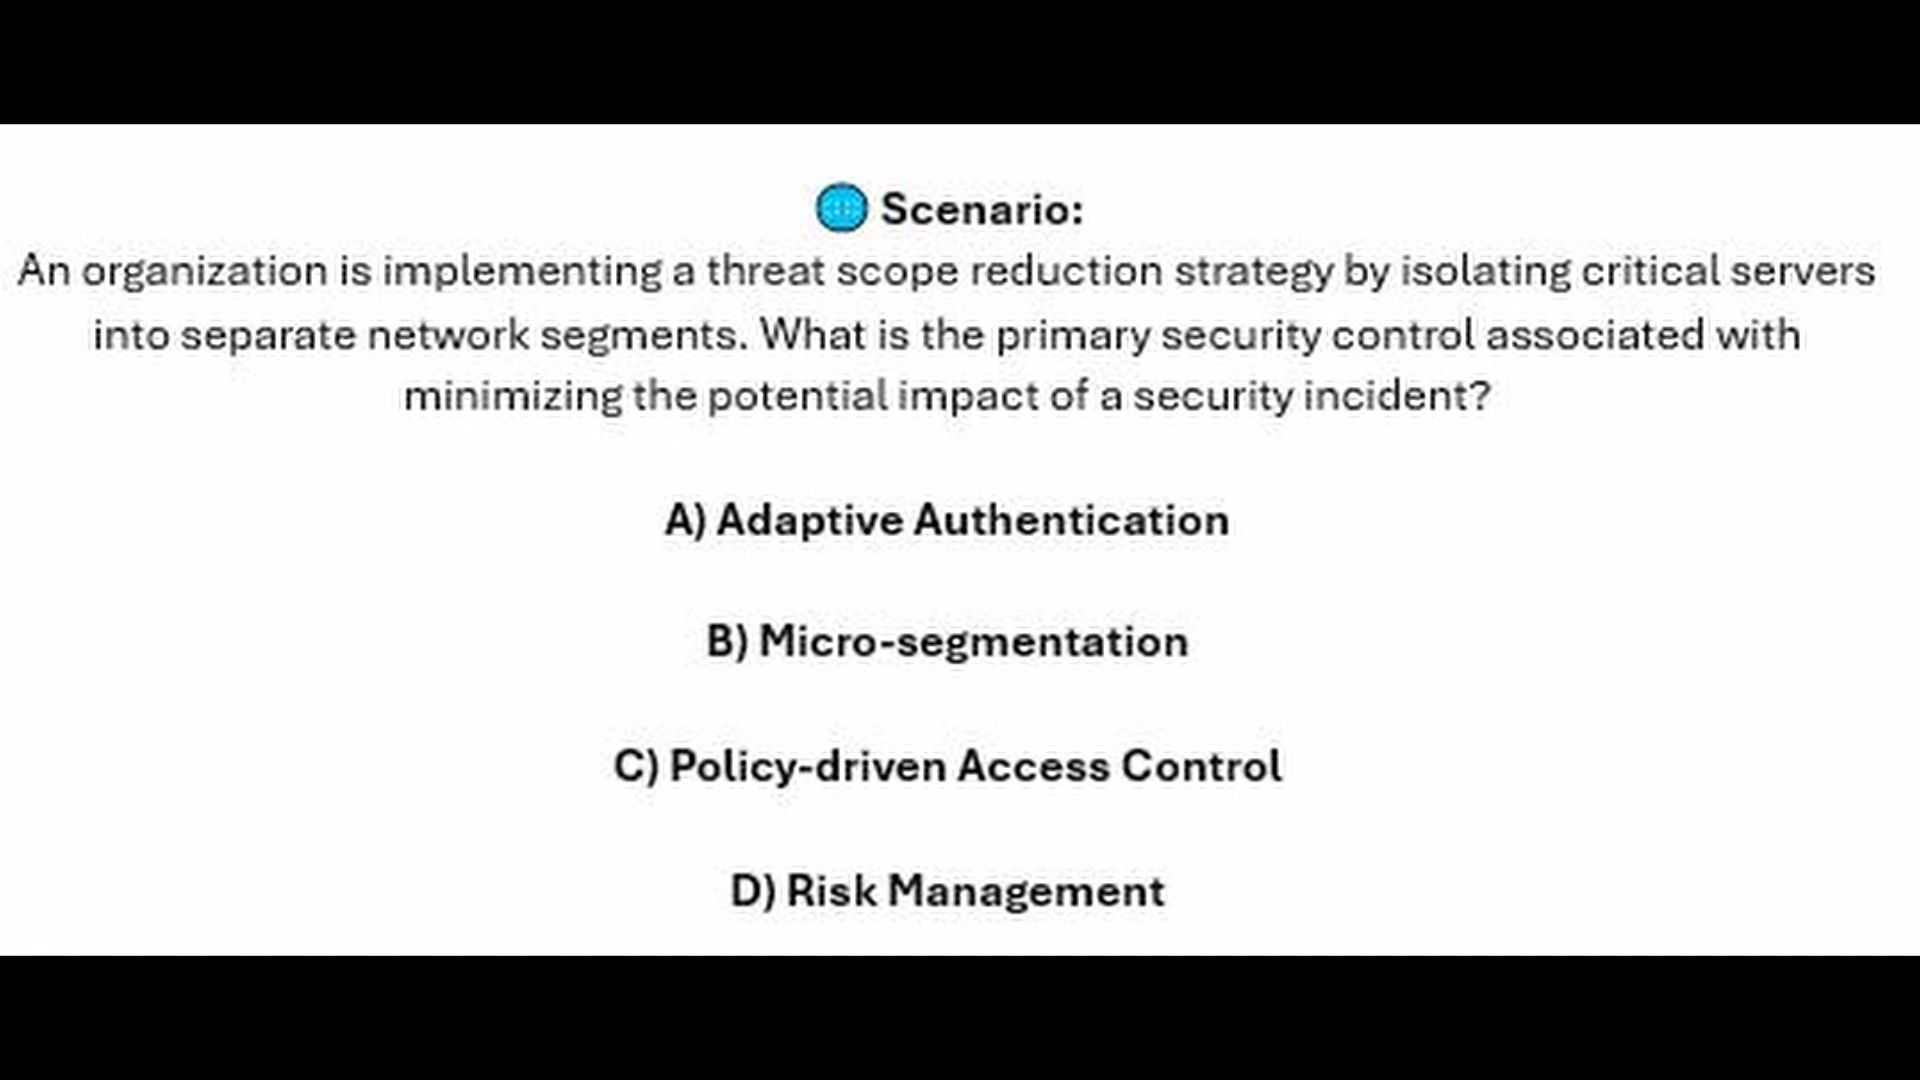 Scenario:
An organization is implementing a threat scope reduction strategy by isolating critical servers
into separate network segments. What is the primary security control associated with
minimizing the potential impact of a security incident?
A) Adaptive Authentication
B) Micro-segmentation
C) Policy-driven Access Control
D) Risk Management